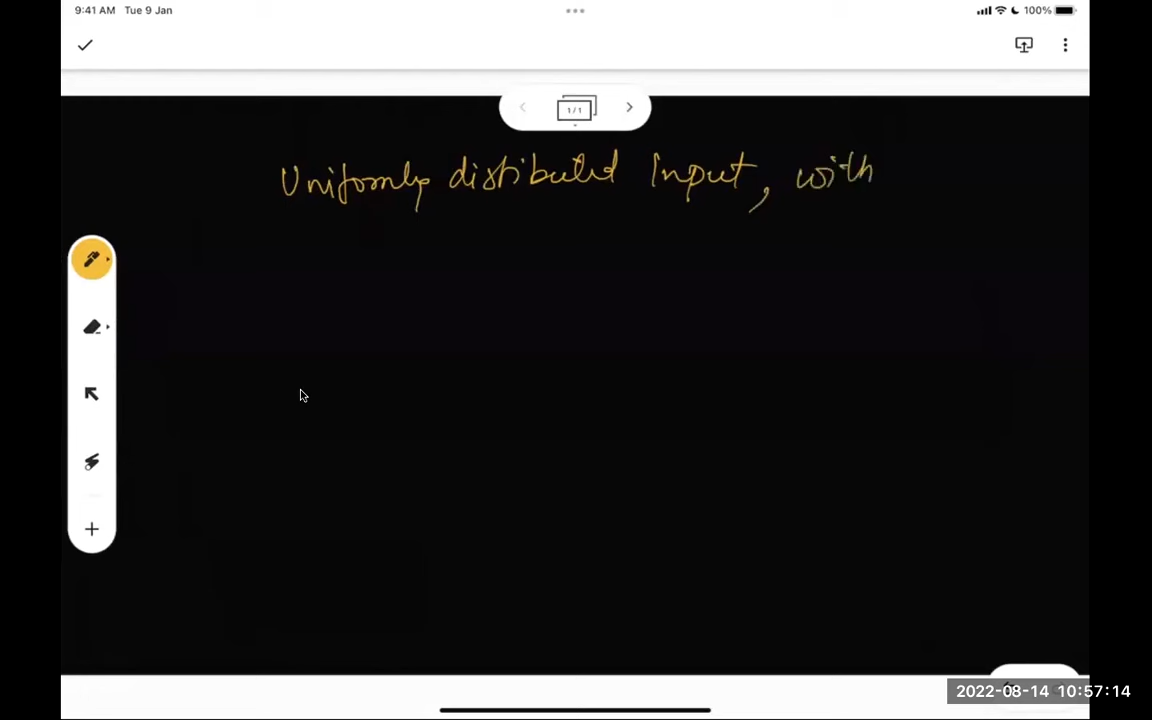 9:41 AM Tue 9 Jan
100%
1/1
Uniformly distributed Input, with
2022-08-14 10:57:14